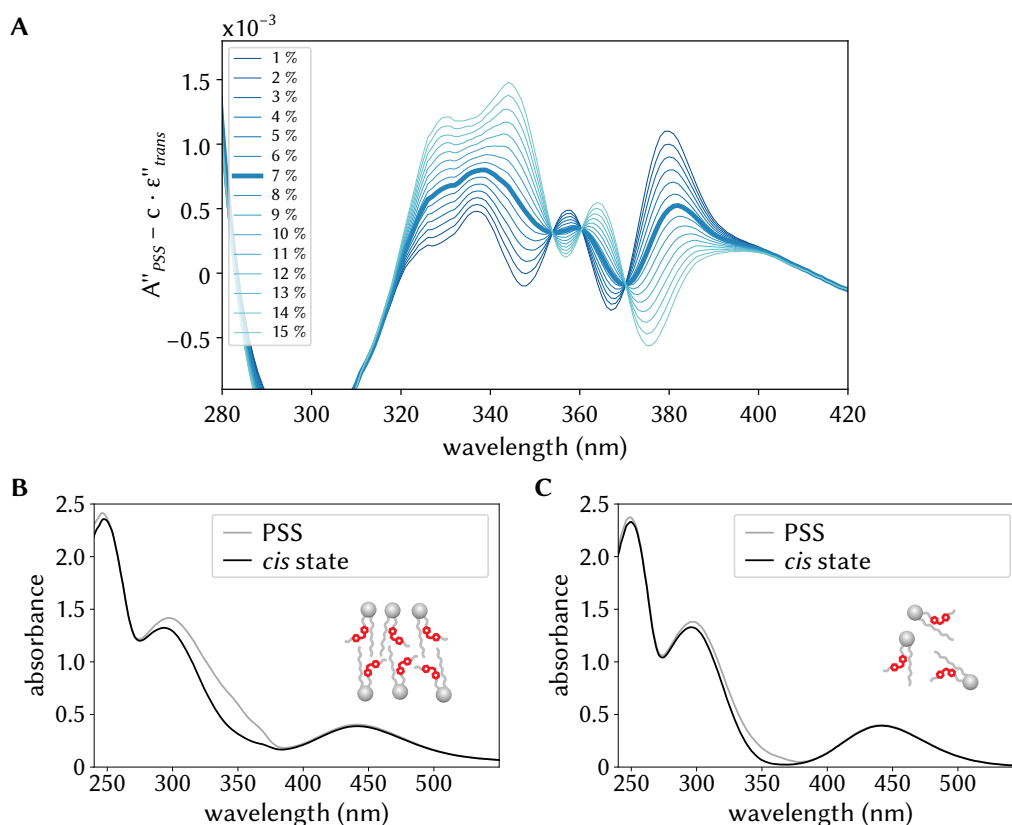 A
x10⁻³
1 %
2 %
3 %
4 %
5 %
6 %
7 %
8 %
9 %
10 %
11 %
12 %
13 %
14 %
15 %
1.5
1.0
0.5
0
−0.5
A''PSS − c · ε''trans
280 300 320 340 360 380 400 420
wavelength (nm)
B
PSS
cis state
2.5
2.0
1.5
1.0
0.5
0
absorbance
250 300 350 400 450 500
wavelength (nm)
C
PSS
cis state
2.5
2.0
1.5
1.0
0.5
0
absorbance
250 300 350 400 450 500
wavelength (nm)